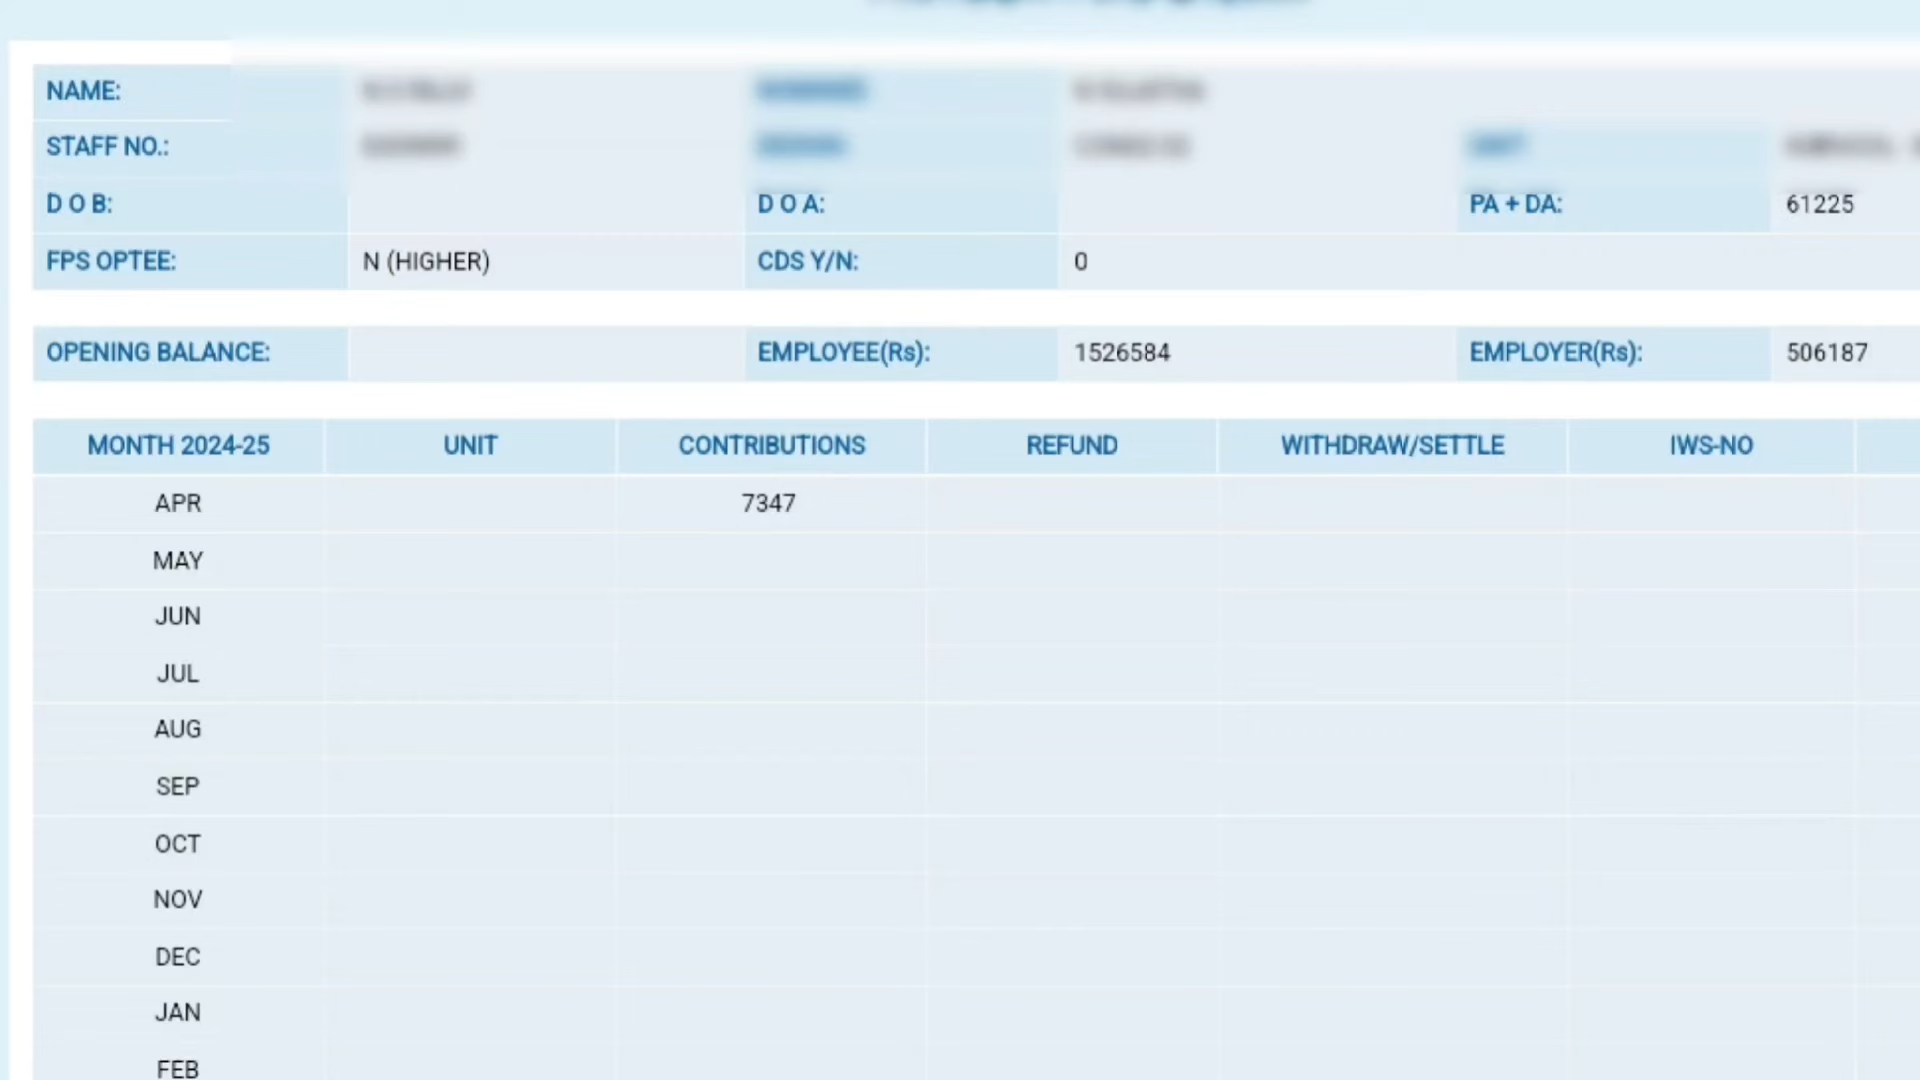 NAME:
STAFF NO.:
D O B: D O A: PA + DA: 61225
FPS OPTEE: N (HIGHER) CDS Y/N: 0
OPENING BALANCE: EMPLOYEE(Rs): 1526584 EMPLOYER(Rs): 506187
MONTH 2024-25 UNIT CONTRIBUTIONS REFUND WITHDRAW/SETTLE IWS-NO
APR 7347
MAY
JUN
JUL
AUG
SEP
OCT
NOV
DEC
JAN
FEB